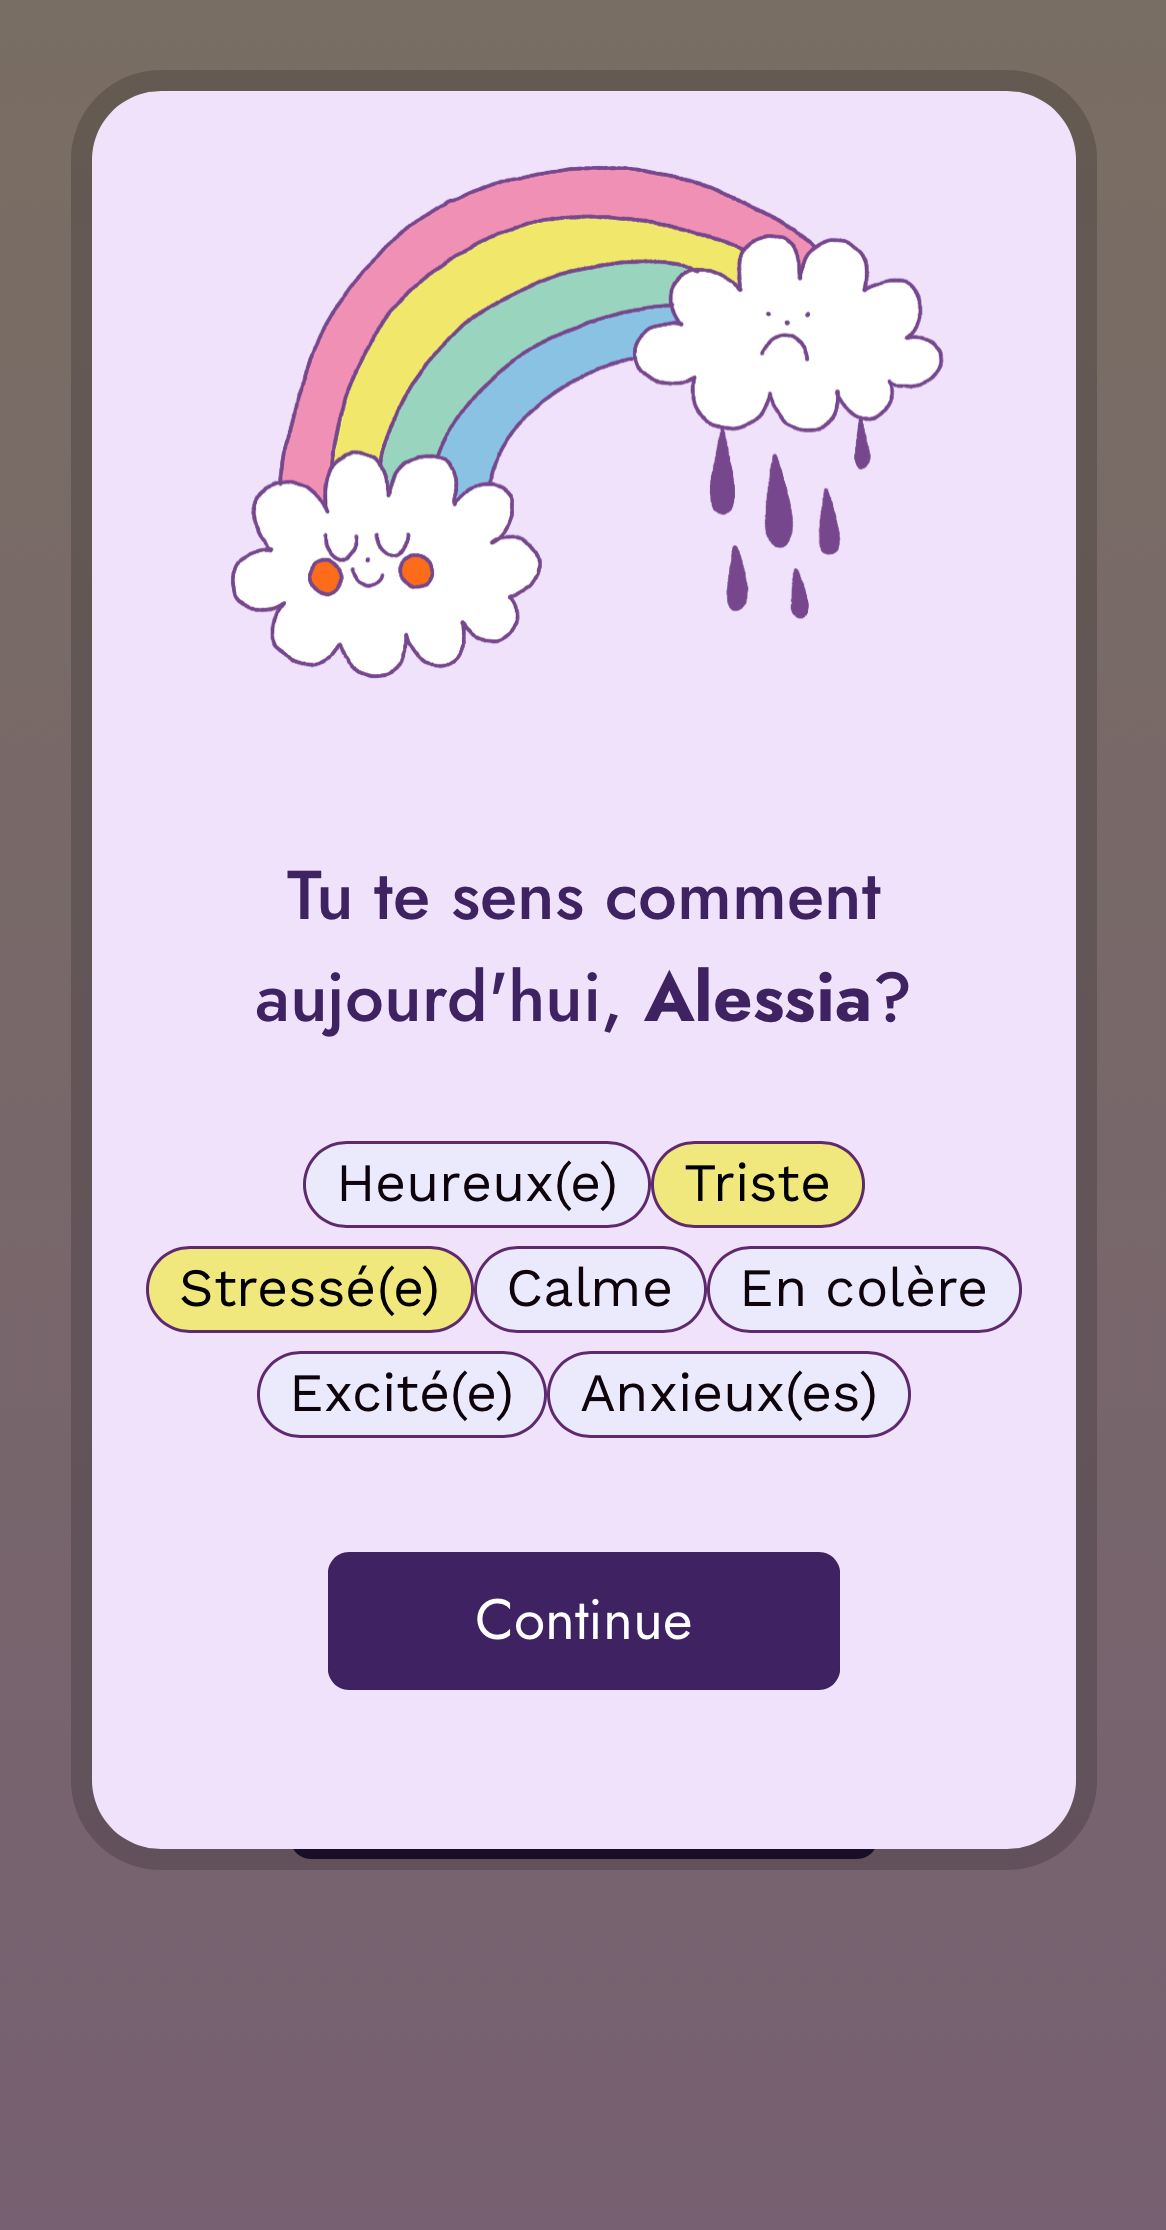 Tu te sens comment
aujourd'hui, Alessia?
Heureux(e) Triste
Stressé(e) Calme En colère
Excité(e) Anxieux(es)
Continue